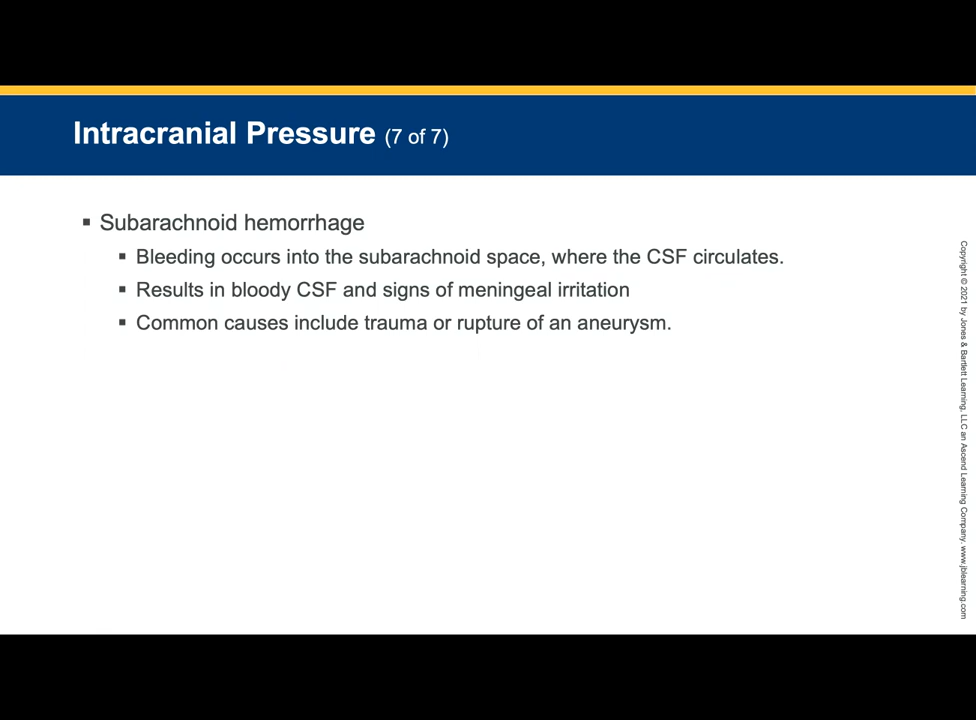 Intracranial Pressure (7 of 7)
▪ Subarachnoid hemorrhage
▪ Bleeding occurs into the subarachnoid space, where the CSF circulates.
▪ Results in bloody CSF and signs of meningeal irritation
▪ Common causes include trauma or rupture of an aneurysm.
Copyright © 2021 by Jones & Bartlett Learning, LLC an Ascend Learning Company. www.jblearning.com